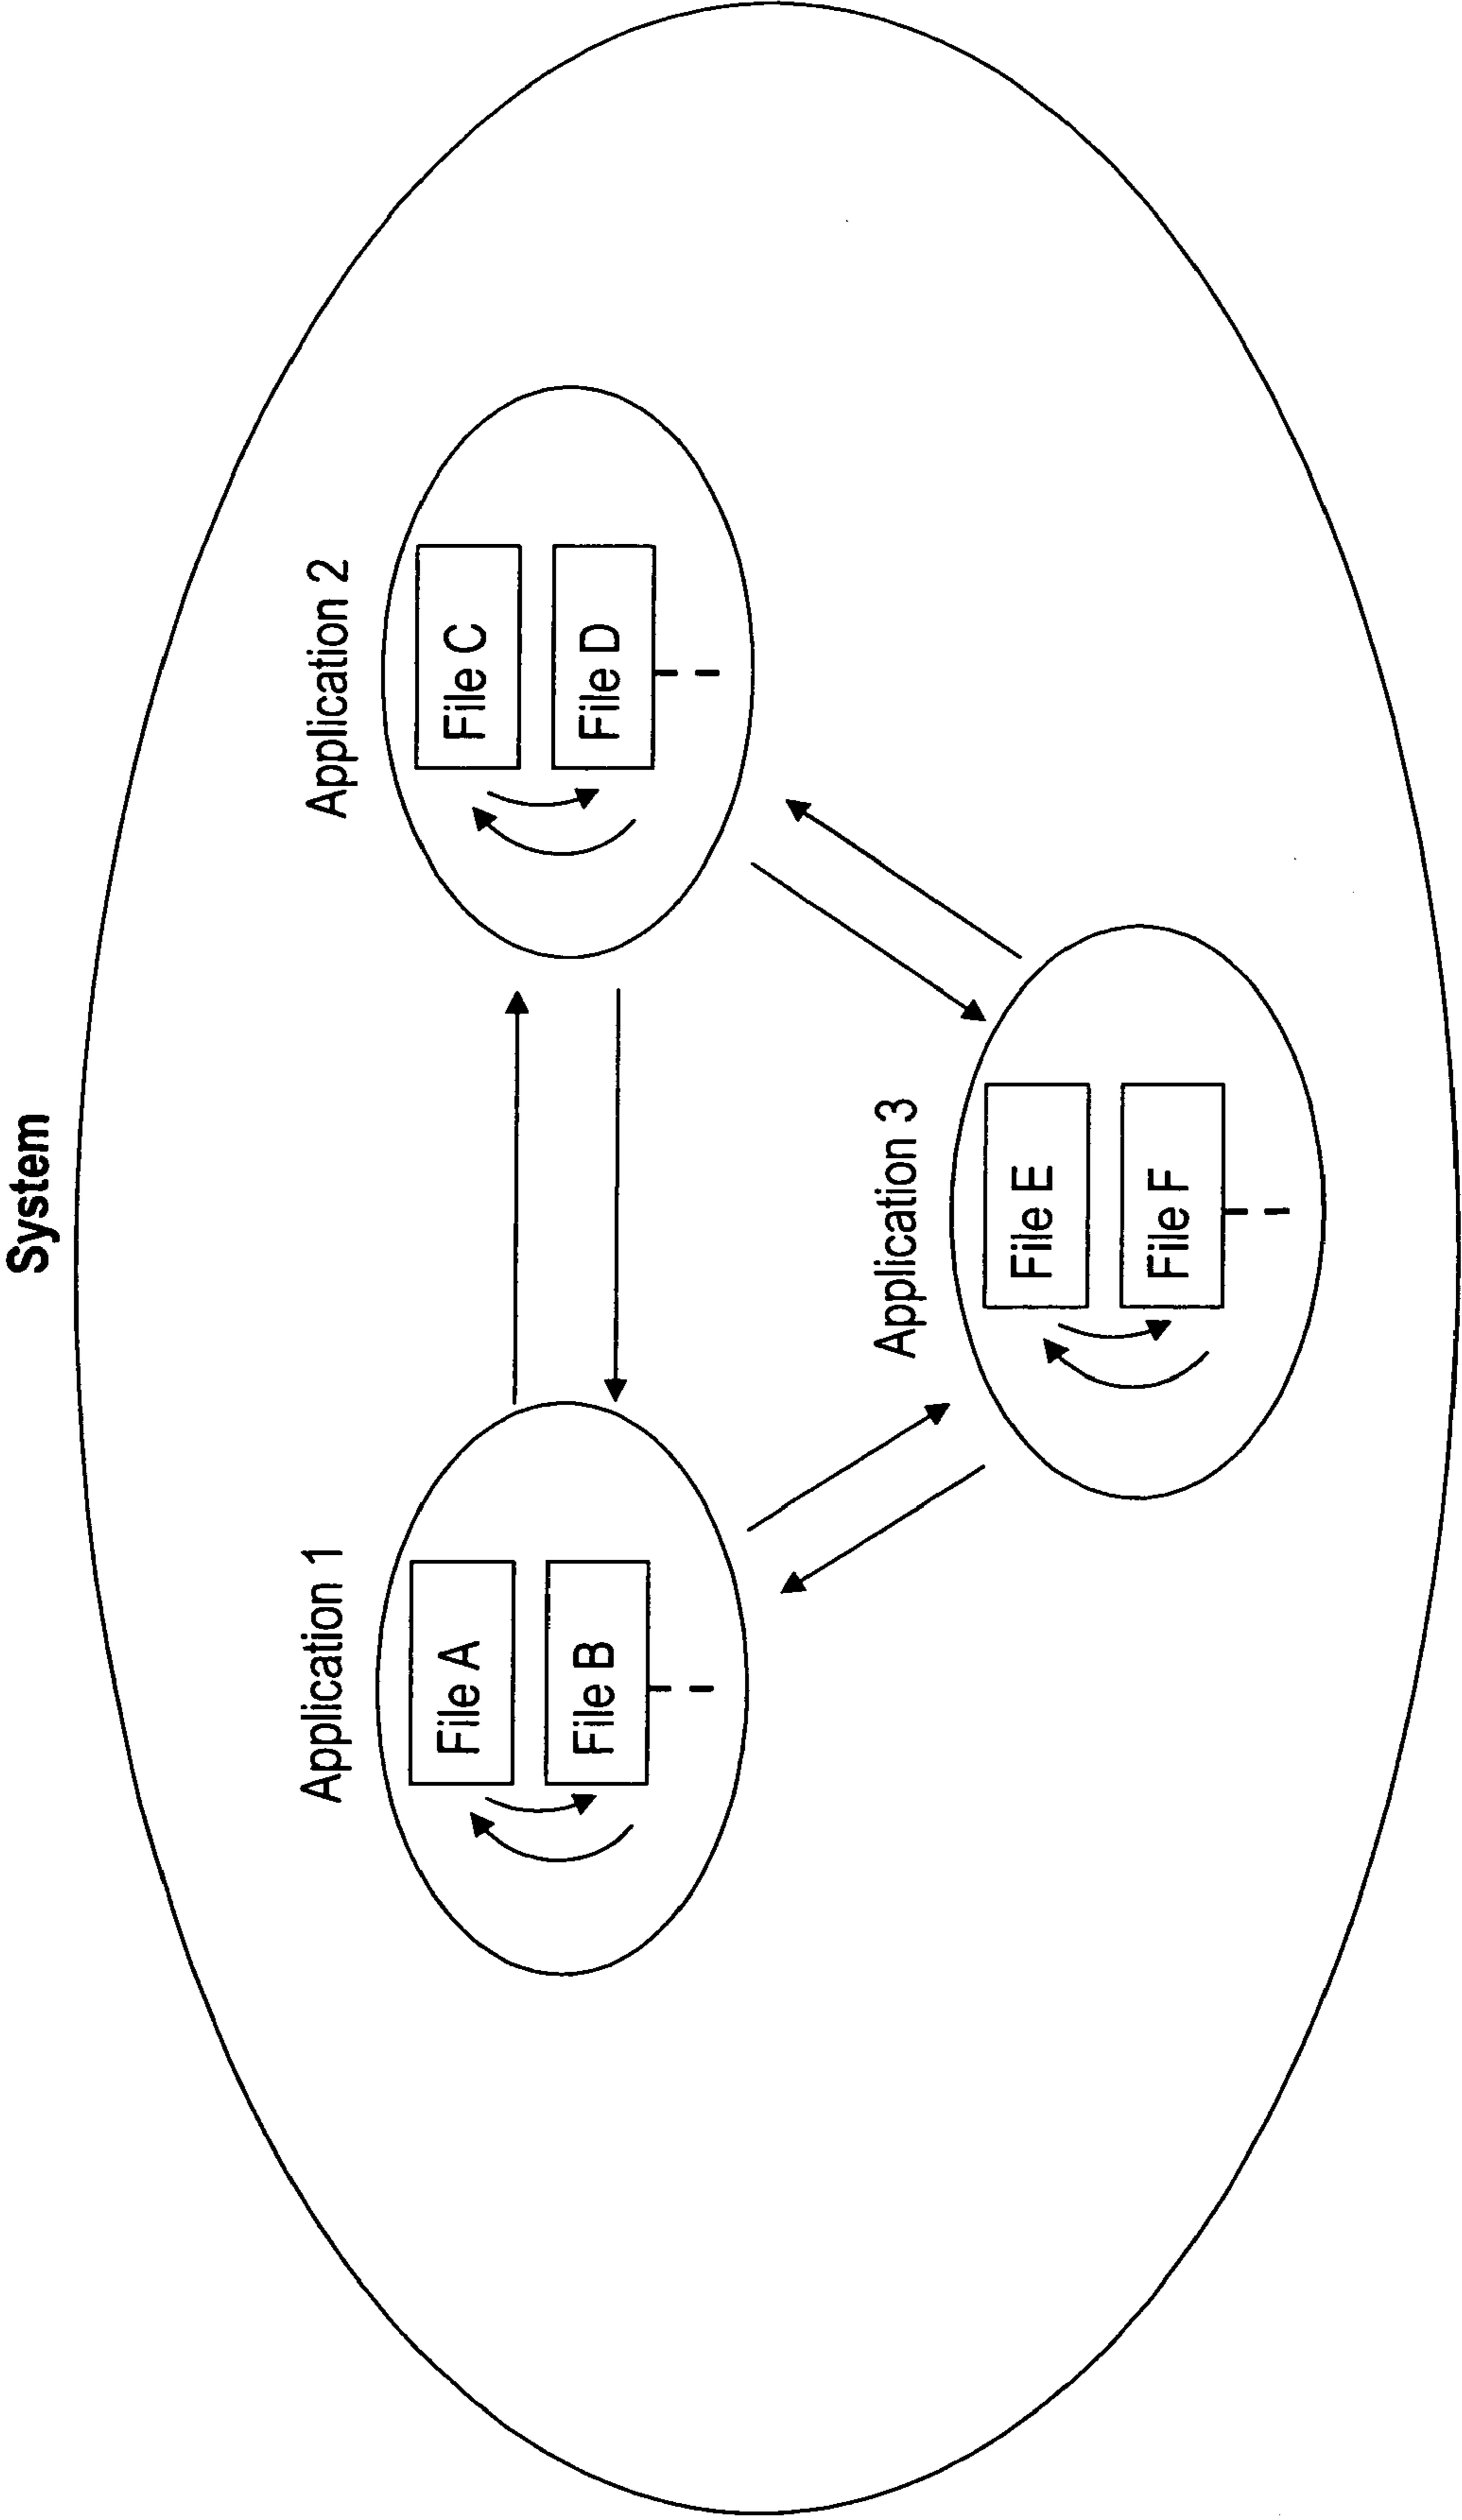 System
Application 1
File A
File B
Application 2
File C
File D
Application 3
File E
File F